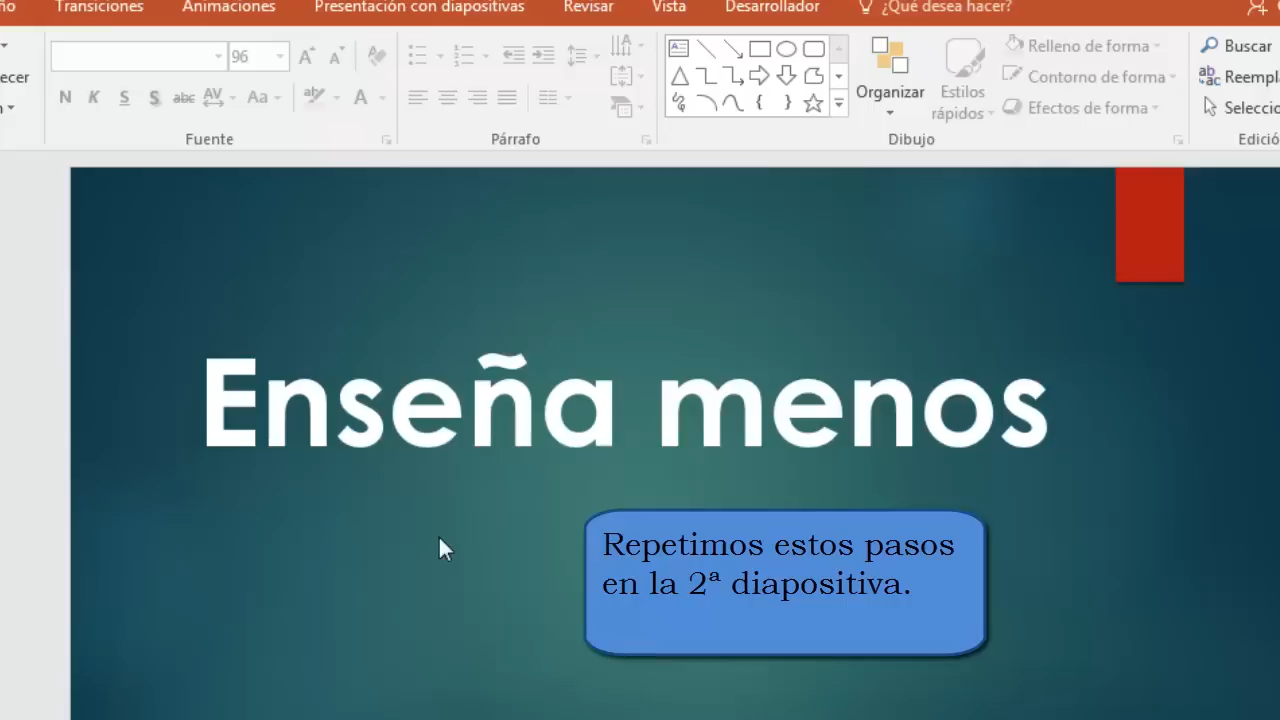 ño Transiciones Animaciones Presentación con diapositivas Revisar Vista Desarrollador ¿Qué desea hacer?
96 Relleno de forma Buscar
ecer Contorno de forma Reempl
N K S S abc AV Aa aby A Organizar Estilos rápidos Efectos de forma Seleccio
Fuente Párrafo Dibujo Edició
Enseña menos
Repetimos estos pasos
en la 2ª diapositiva.